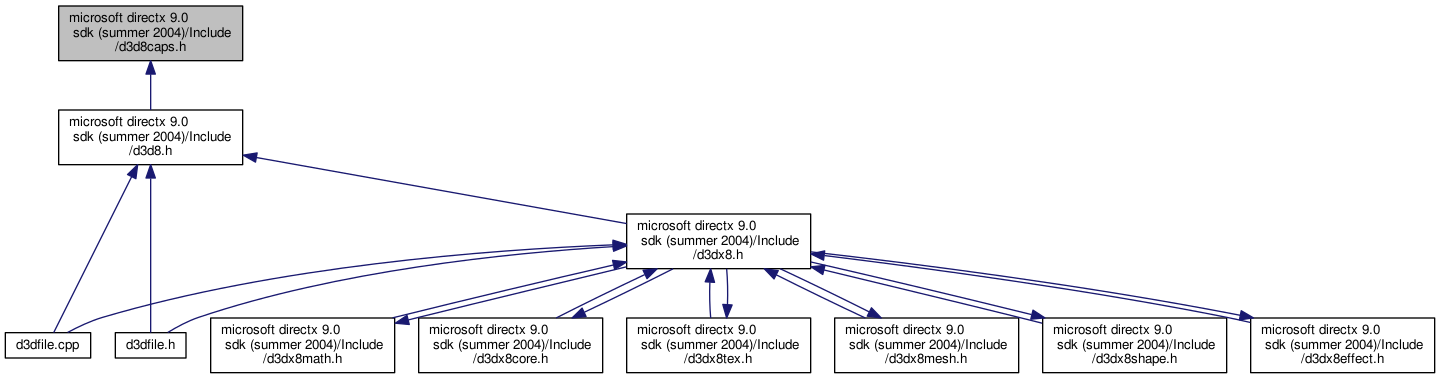 microsoft directx 9.0
sdk (summer 2004)/Include
/d3d8caps.h
microsoft directx 9.0
sdk (summer 2004)/Include
/d3d8.h
microsoft directx 9.0
sdk (summer 2004)/Include
/d3dx8.h
d3dfile.cpp
d3dfile.h
microsoft directx 9.0
sdk (summer 2004)/Include
/d3dx8math.h
microsoft directx 9.0
sdk (summer 2004)/Include
/d3dx8core.h
microsoft directx 9.0
sdk (summer 2004)/Include
/d3dx8tex.h
microsoft directx 9.0
sdk (summer 2004)/Include
/d3dx8mesh.h
microsoft directx 9.0
sdk (summer 2004)/Include
/d3dx8shape.h
microsoft directx 9.0
sdk (summer 2004)/Include
/d3dx8effect.h